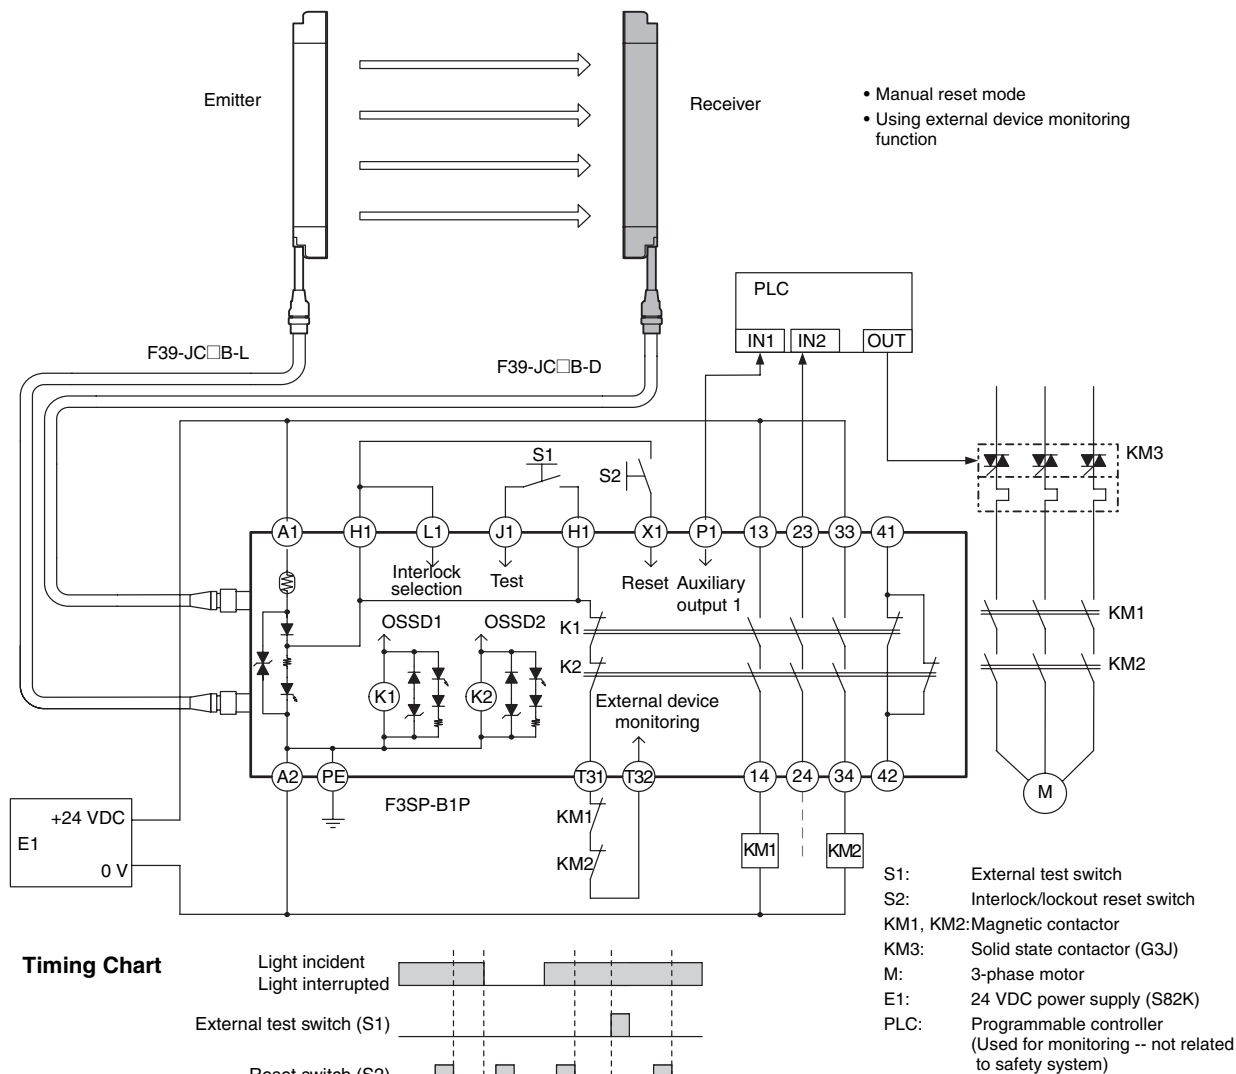 Emitter
Receiver
• Manual reset mode
• Using external device monitoring
function
PLC
IN1 IN2 OUT
F39-JC□B-L
F39-JC□B-D
KM3
S1
S2
A1 H1 L1 J1 H1 X1 P1 13 23 33 41
Interlock
selection
Test
Reset
Auxiliary
output 1
OSSD1 OSSD2
K1
K2
K1 K2
KM1
KM2
External device
monitoring
A2 PE T31 T32 14 24 34 42
M
F3SP-B1P
KM1
KM2
KM1 KM2
+24 VDC
E1
0 V
S1: External test switch
S2: Interlock/lockout reset switch
KM1, KM2: Magnetic contactor
KM3: Solid state contactor (G3J)
M: 3-phase motor
E1: 24 VDC power supply (S82K)
PLC: Programmable controller
(Used for monitoring -- not related
to safety system)
Timing Chart
Light incident
Light interrupted
External test switch (S1)
Reset switch (S2)